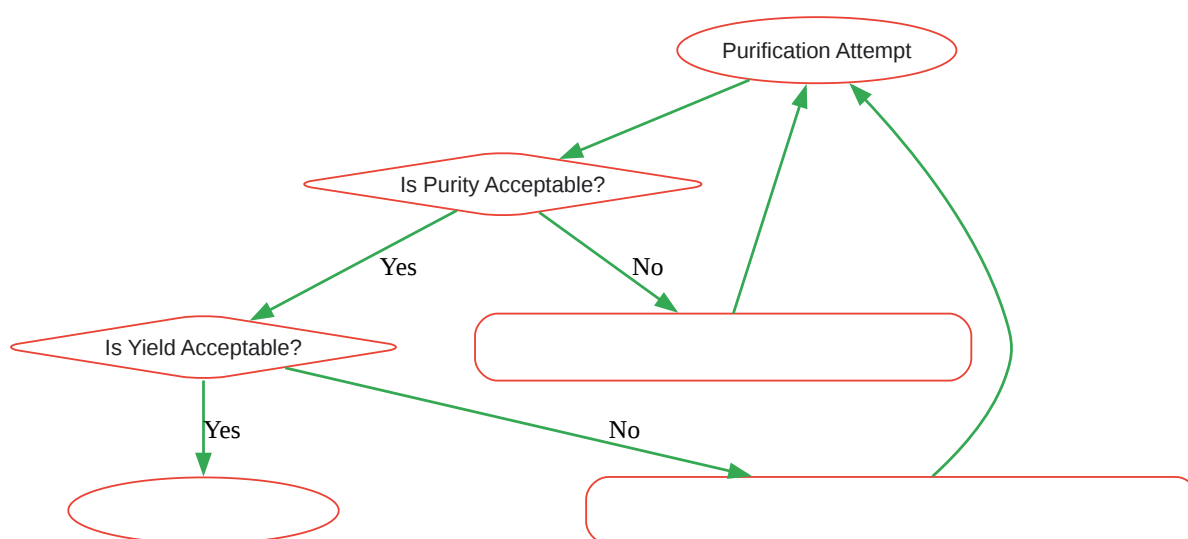 Purification Attempt
Is Purity Acceptable?
Yes
No
Is Yield Acceptable?
Yes
No